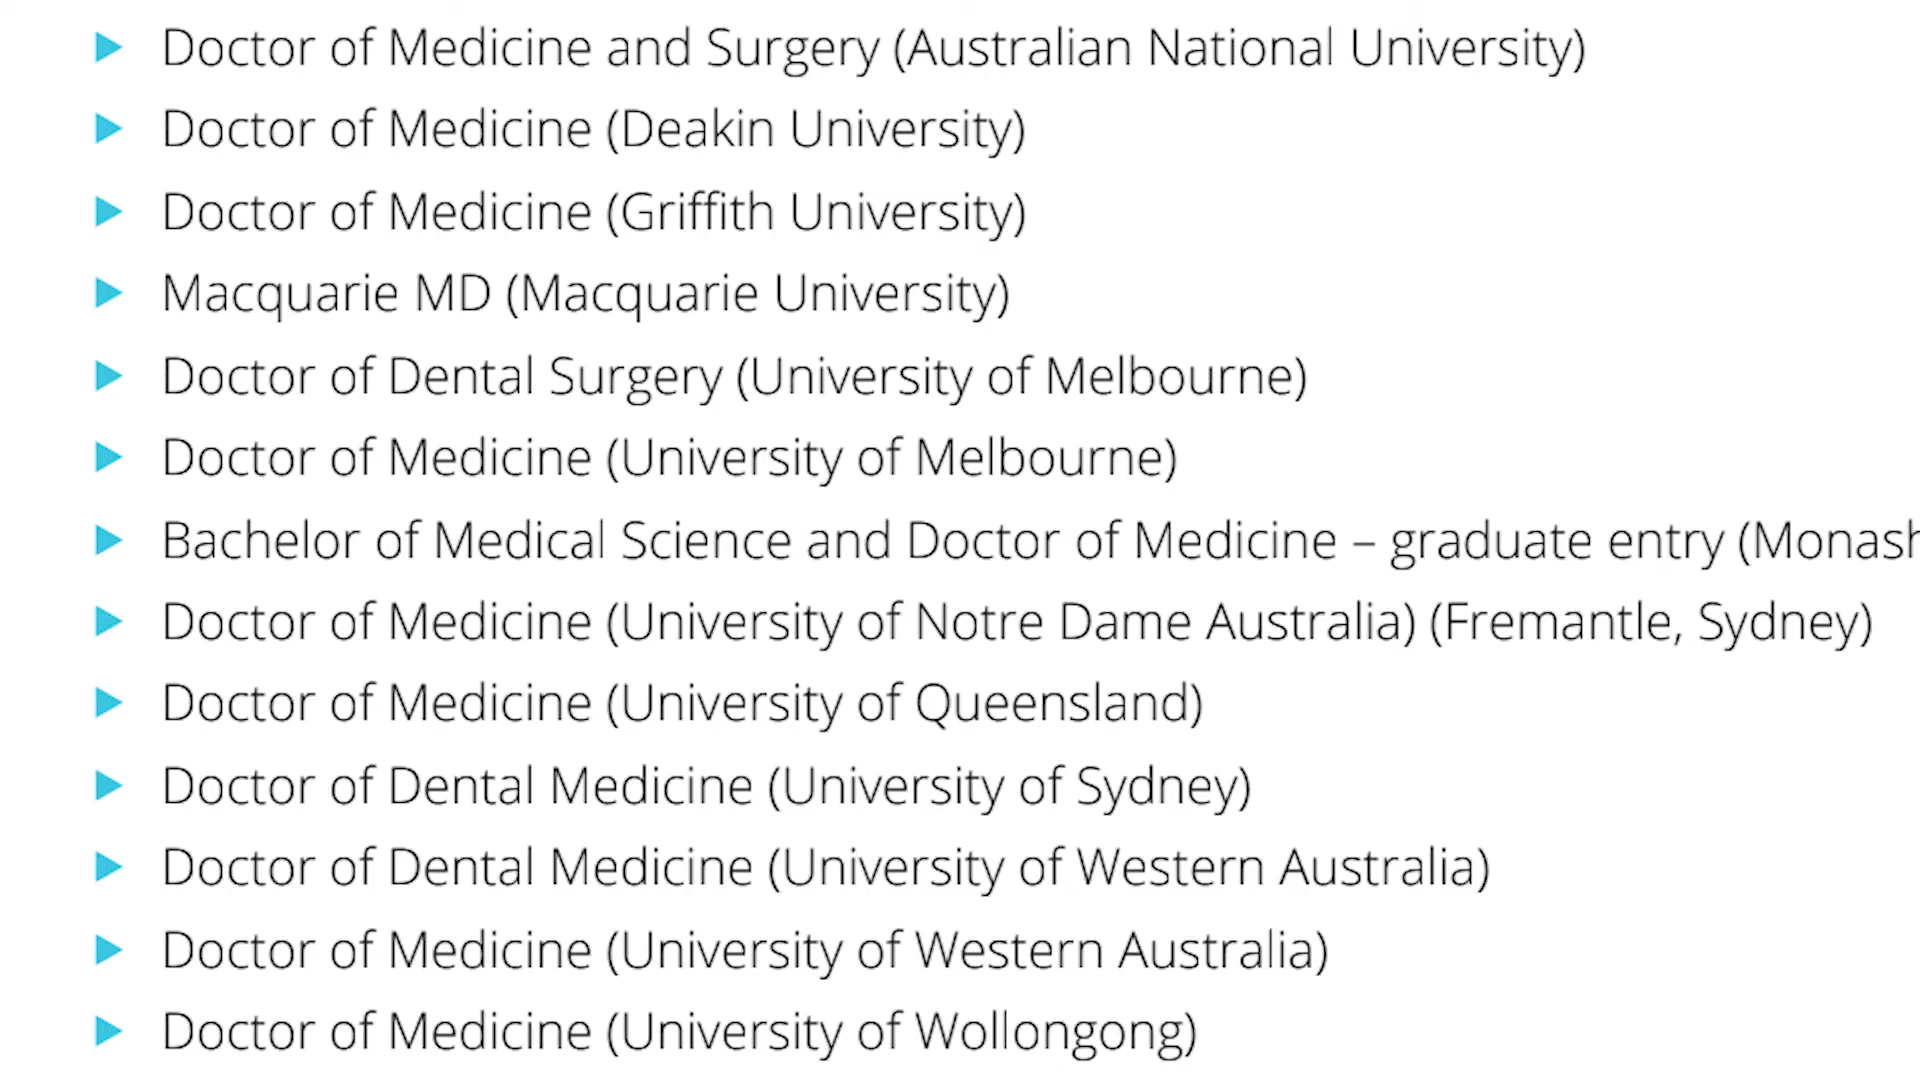 Doctor of Medicine and Surgery (Australian National University)
Doctor of Medicine (Deakin University)
Doctor of Medicine (Griffith University)
Macquarie MD (Macquarie University)
Doctor of Dental Surgery (University of Melbourne)
Doctor of Medicine (University of Melbourne)
Bachelor of Medical Science and Doctor of Medicine – graduate entry (Monash
Doctor of Medicine (University of Notre Dame Australia) (Fremantle, Sydney)
Doctor of Medicine (University of Queensland)
Doctor of Dental Medicine (University of Sydney)
Doctor of Dental Medicine (University of Western Australia)
Doctor of Medicine (University of Western Australia)
Doctor of Medicine (University of Wollongong)